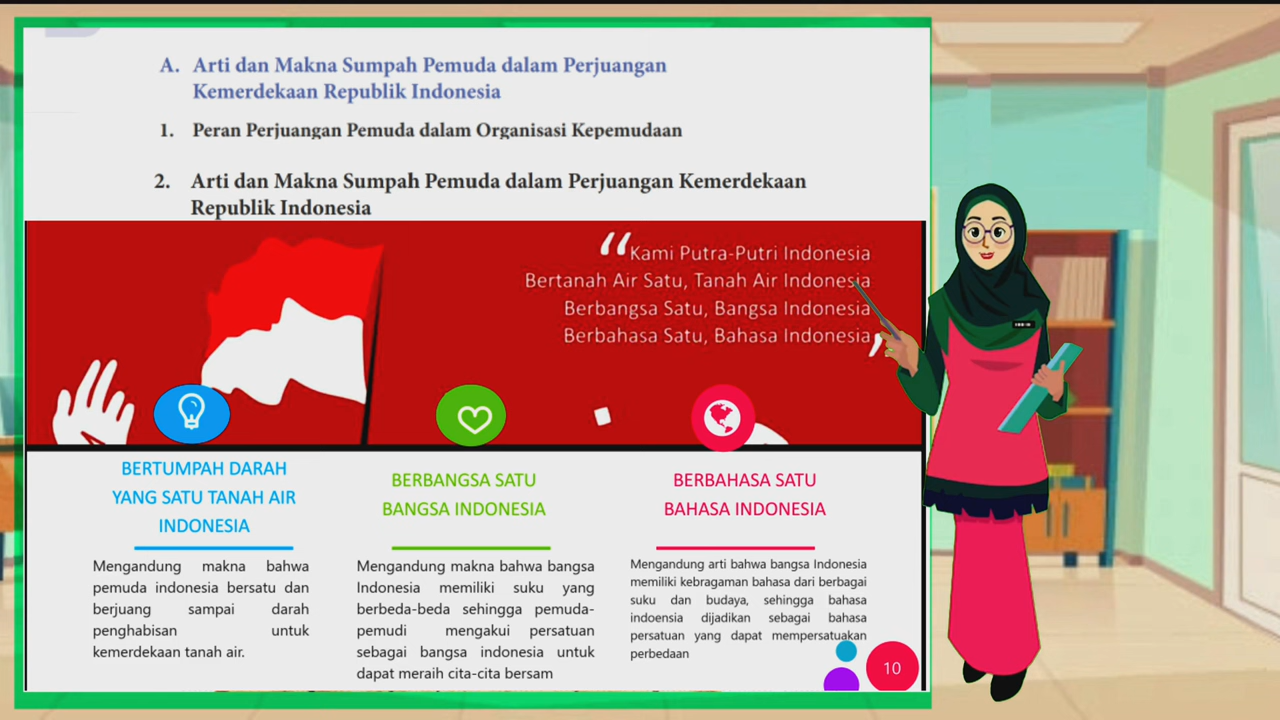 A. Arti dan Makna Sumpah Pemuda dalam Perjuangan
Kemerdekaan Republik Indonesia
1. Peran Perjuangan Pemuda dalam Organisasi Kepemudaan
2. Arti dan Makna Sumpah Pemuda dalam Perjuangan Kemerdekaan
Republik Indonesia
“Kami Putra-Putri Indonesia
Bertanah Air Satu, Tanah Air Indonesia
Berbangsa Satu, Bangsa Indonesia
Berbahasa Satu, Bahasa Indonesia,,
BERTUMPAH DARAH
YANG SATU TANAH AIR
INDONESIA
Mengandung makna bahwa
pemuda indonesia bersatu dan
berjuang sampai darah
penghabisan untuk
kemerdekaan tanah air.
BERBANGSA SATU
BANGSA INDONESIA
Mengandung makna bahwa bangsa
Indonesia memiliki suku yang
berbeda-beda sehingga pemuda-
pemudi mengakui persatuan
sebagai bangsa indonesia untuk
dapat meraih cita-cita bersam
BERBAHASA SATU
BAHASA INDONESIA
Mengandung arti bahwa bangsa Indonesia
memiliki kebragaman bahasa dari berbagai
suku dan budaya, sehingga bahasa
indoensia dijadikan sebagai bahasa
persatuan yang dapat mempersatuakan
perbedaan
10